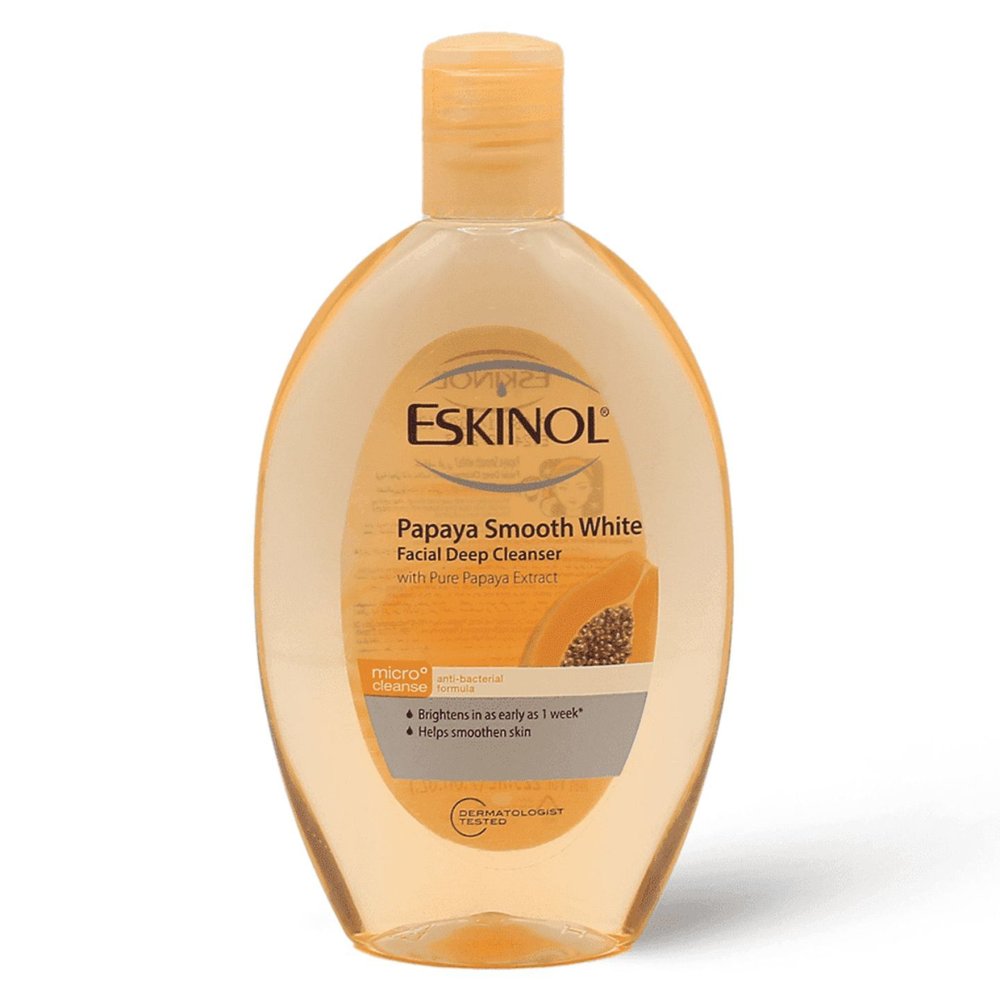 ESKINOL®
Papaya Smooth White
Facial Deep Cleanser
with Pure Papaya Extract
micro°
cleanse
anti-bacterial
formula
Brightens in as early as 1 week*
Helps smoothen skin
DERMATOLOGIST
TESTED